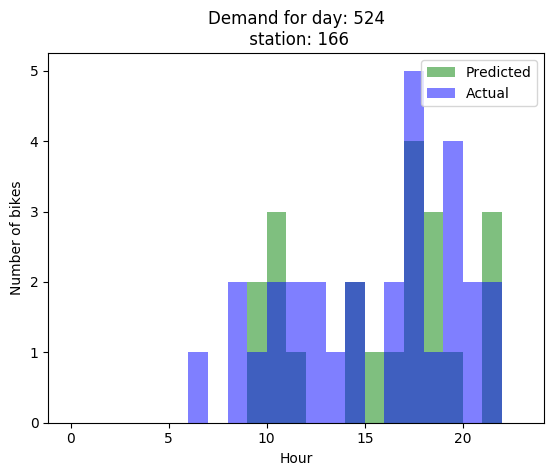 Demand for day: 524
station: 166
Predicted
Actual
Number of bikes
5
4
3
2
1
0
0 5 10 15 20
Hour